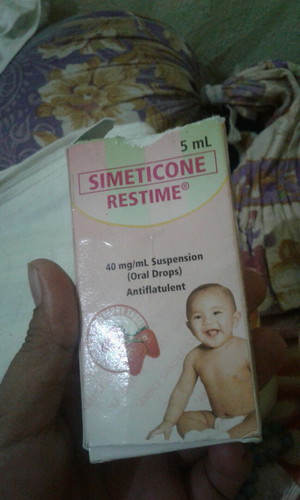 5 mL
SIMETICONE
RESTIME®
40 mg/mL Suspension
(Oral Drops)
Antiflatulent